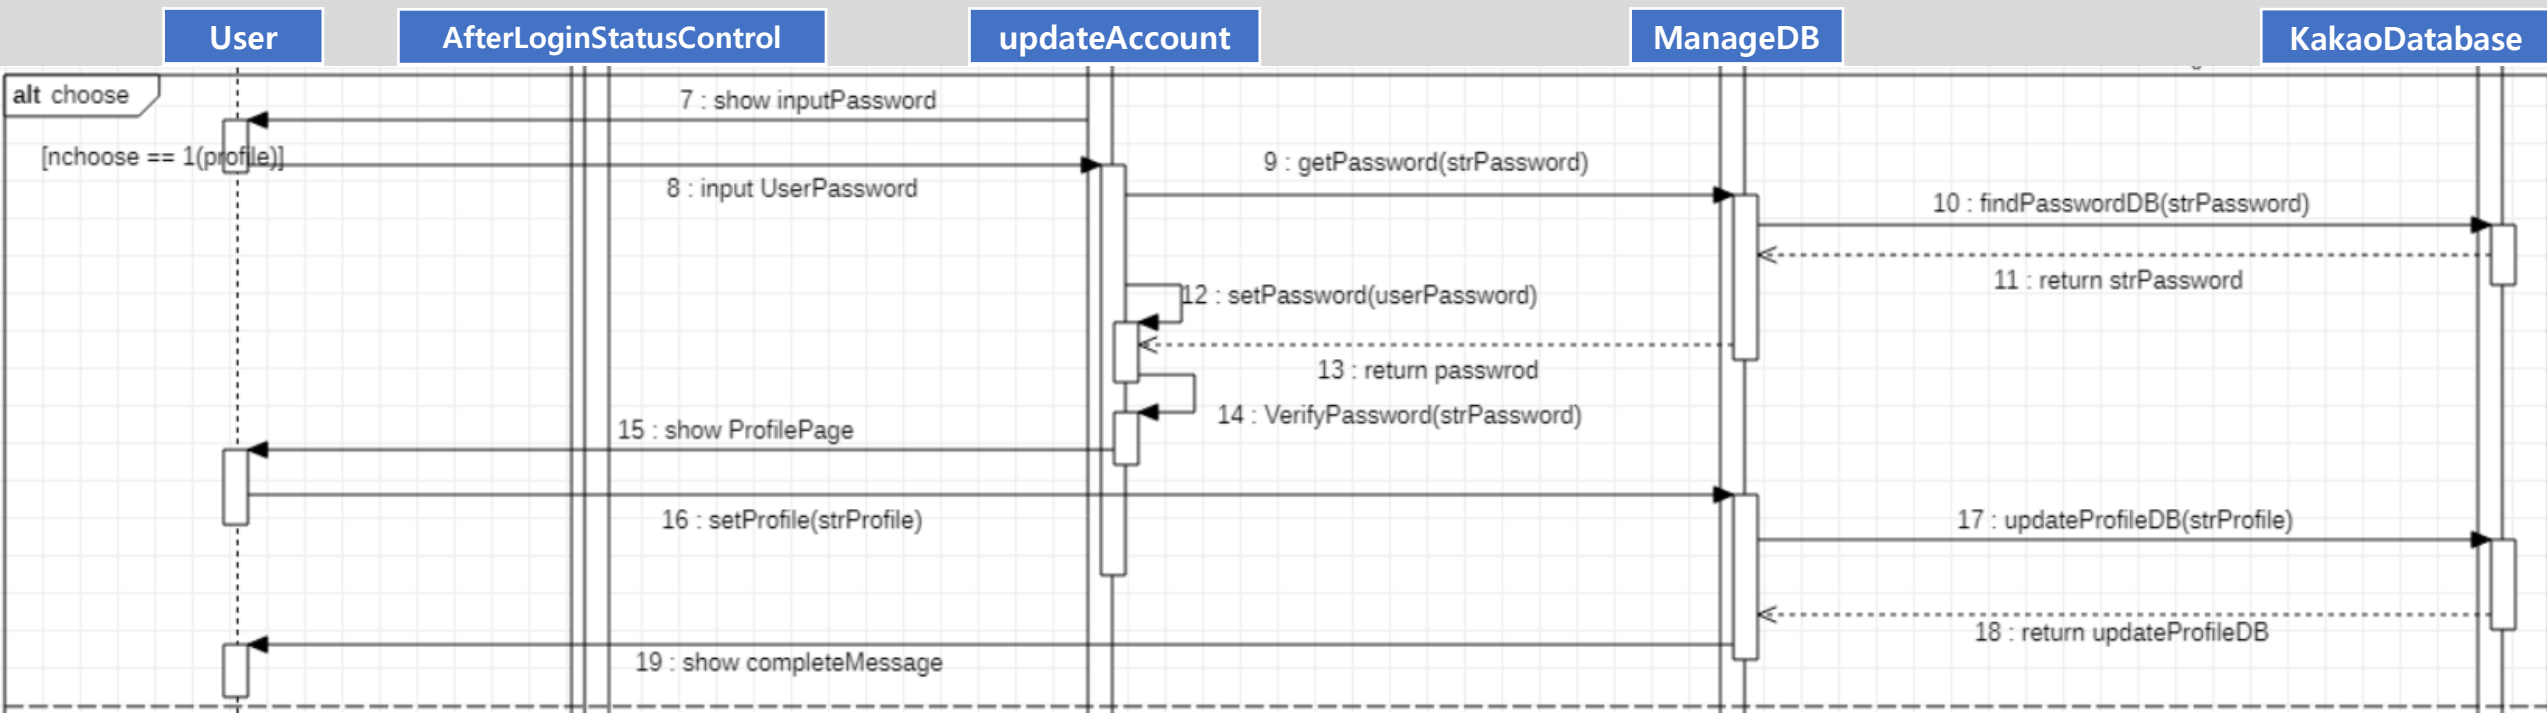 User
AfterLoginStatusControl
updateAccount
ManageDB
KakaoDatabase
alt choose
7 : show inputPassword
[nchoose == 1(profile)]
8 : input UserPassword
9 : getPassword(strPassword)
10 : findPasswordDB(strPassword)
11 : return strPassword
12 : setPassword(userPassword)
13 : return passwrod
14 : VerifyPassword(strPassword)
15 : show ProfilePage
16 : setProfile(strProfile)
17 : updateProfileDB(strProfile)
18 : return updateProfileDB
19 : show completeMessage